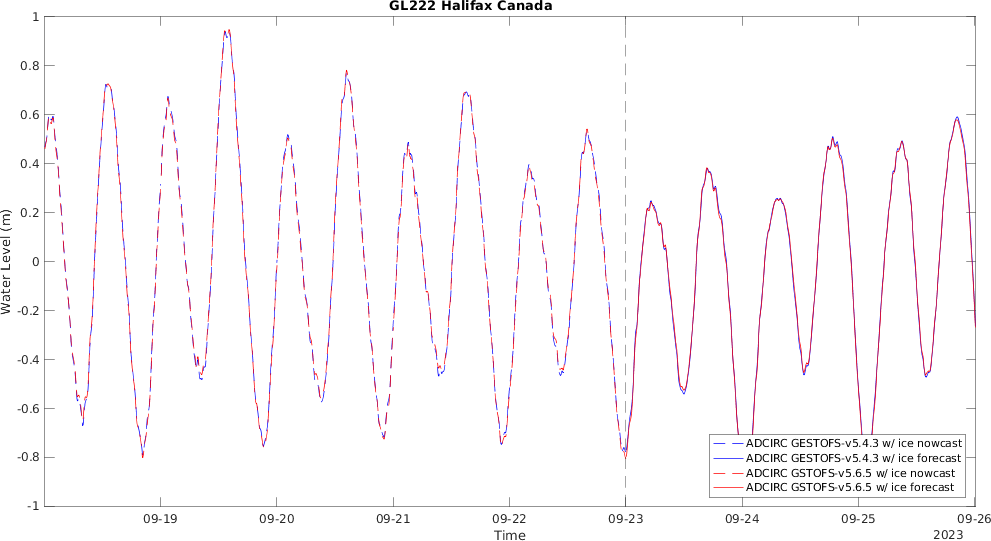 GL222 Halifax Canada
Water Level (m)
1
0.8
0.6
0.4
0.2
0
-0.2
-0.4
-0.6
-0.8
-1
ADCIRC GESTOFS-v5.4.3 w/ ice nowcast
ADCIRC GESTOFS-v5.4.3 w/ ice forecast
ADCIRC GSTOFS-v5.6.5 w/ ice nowcast
ADCIRC GSTOFS-v5.6.5 w/ ice forecast
09-19 09-20 09-21 09-22 09-23 09-24 09-25 09-26
Time
2023